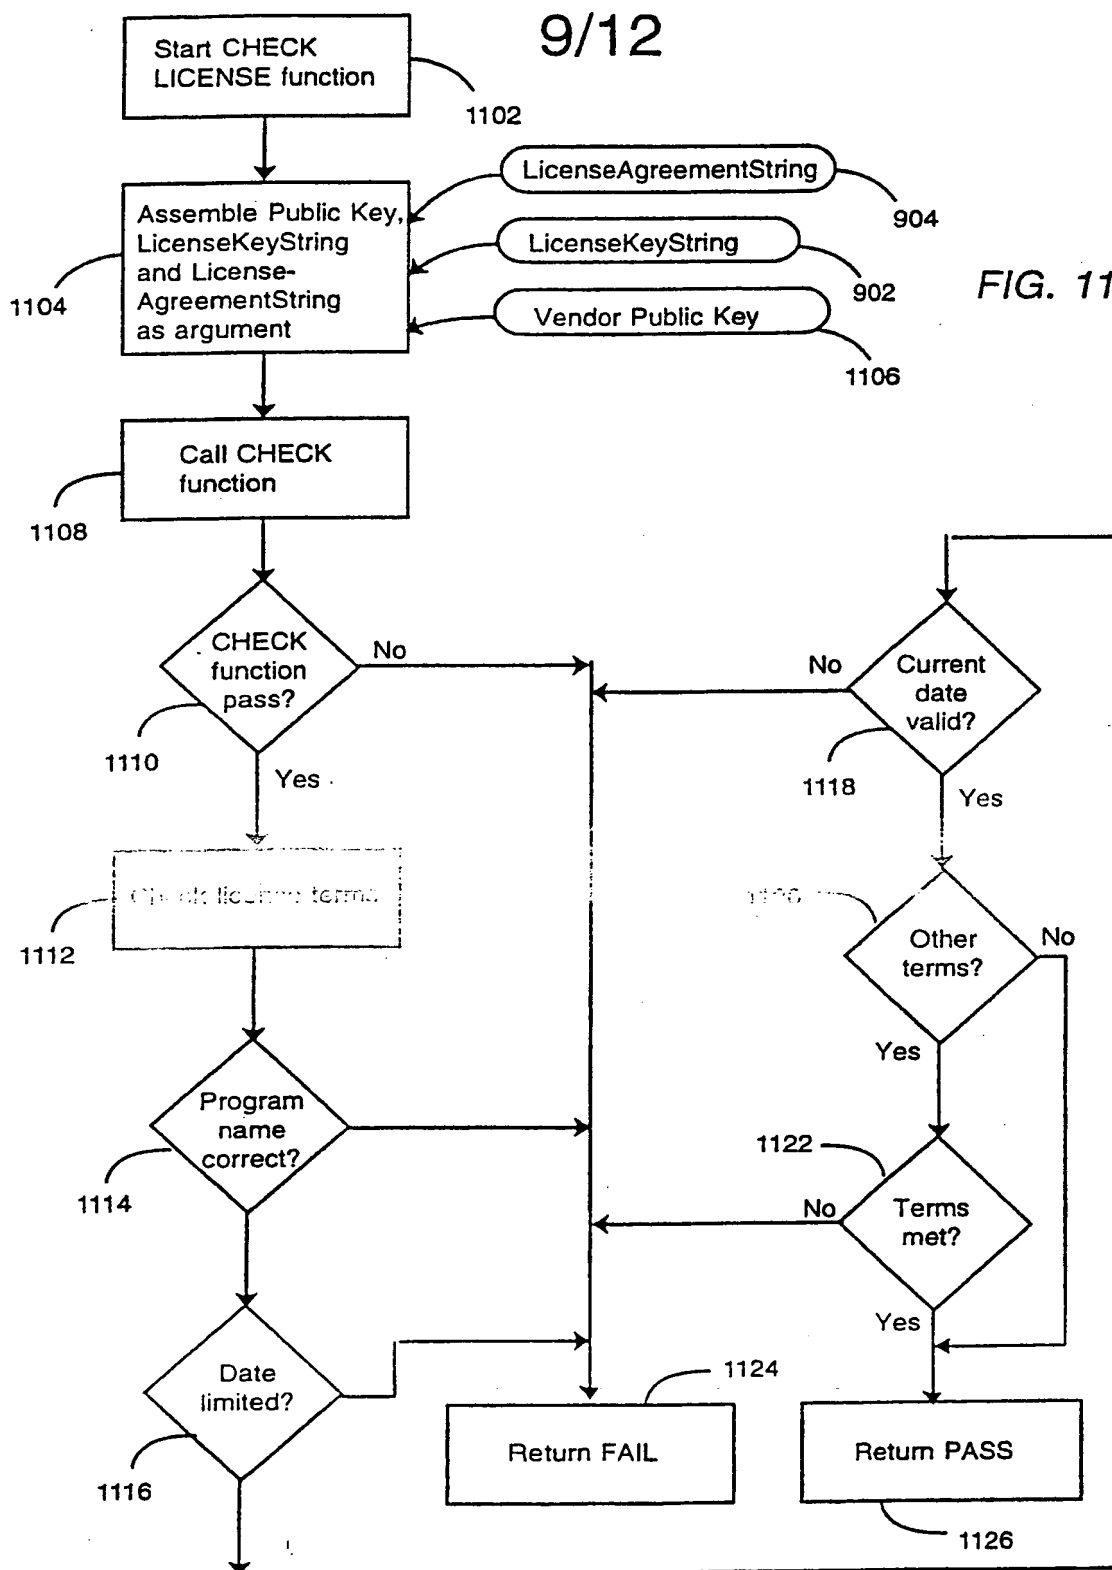 9/12
Start CHECK
LICENSE function
1102
LicenseAgreementString
904
Assemble Public Key,
LicenseKeyString
and License-
AgreementString
as argument
1104
LicenseKeyString
902
FIG. 11
Vendor Public Key
1106
Call CHECK
function
1108
CHECK
function
pass?
No
1110
Yes
No
Current
date
valid?
1118
Yes
Check license terms
1112
Other
terms?
No
Yes
Program
name
correct?
1114
1122
No
Terms
met?
Yes
Date
limited?
1116
1124
Return FAIL
Return PASS
1126